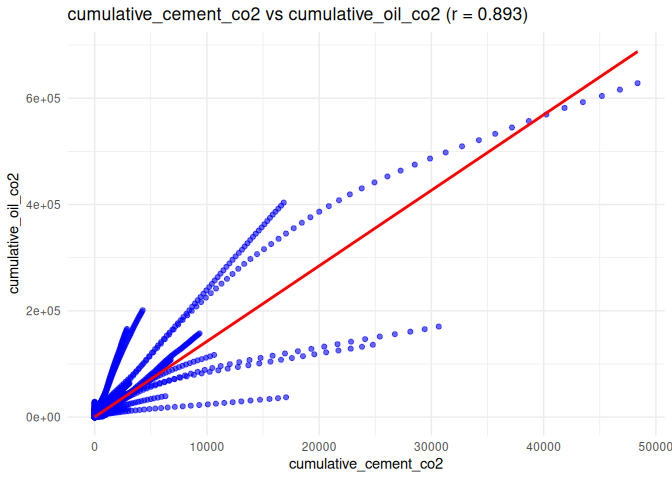 cumulative_cement_co2 vs cumulative_oil_co2 (r = 0.893)
cumulative_oil_co2
6e+05
4e+05
2e+05
0e+00
0 10000 20000 30000 40000 50000
cumulative_cement_co2